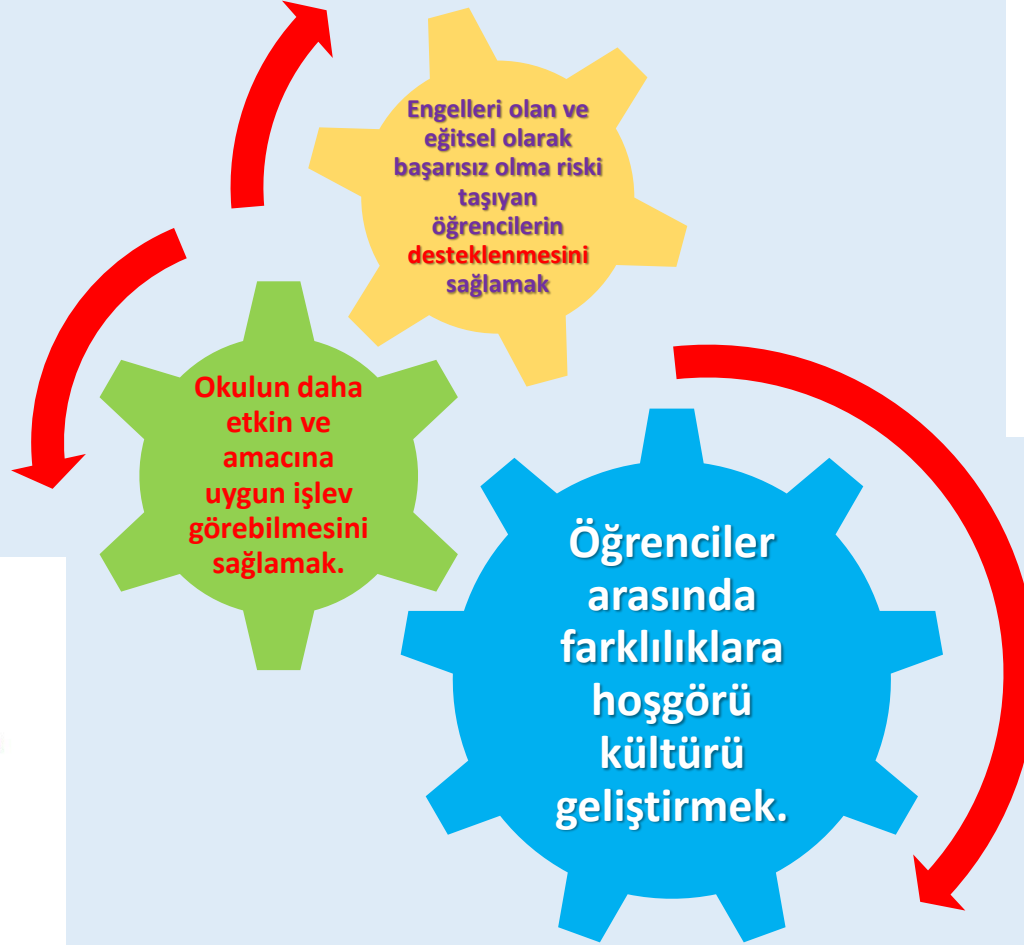 Engelleri olan ve
eğitsel olarak
başarısız olma riski
taşıyan
öğrencilerin
desteklenmesini
sağlamak
Okulun daha
etkin ve
amacına
uygun işlev
görebilmesini
sağlamak.
Öğrenciler
arasında
farklılıklara
hoşgörü
kültürü
geliştirmek.